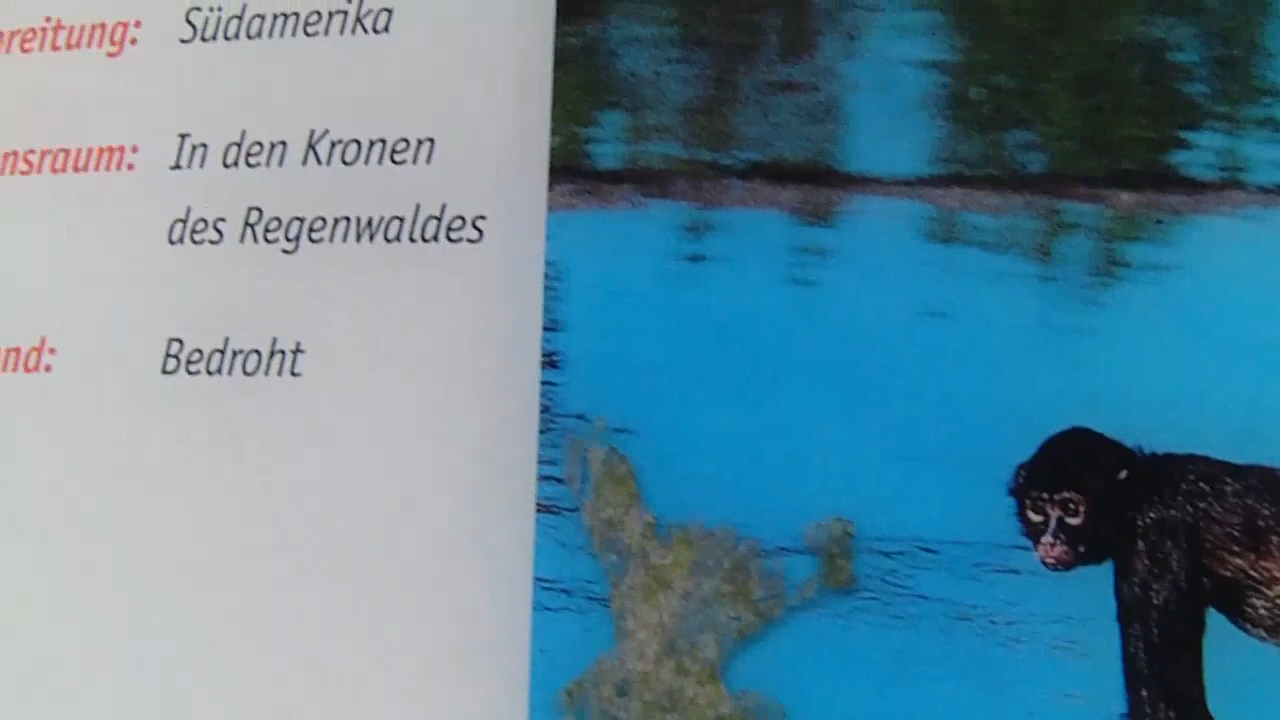 reitung: Südamerika
nsraum: In den Kronen
des Regenwaldes
nd: Bedroht